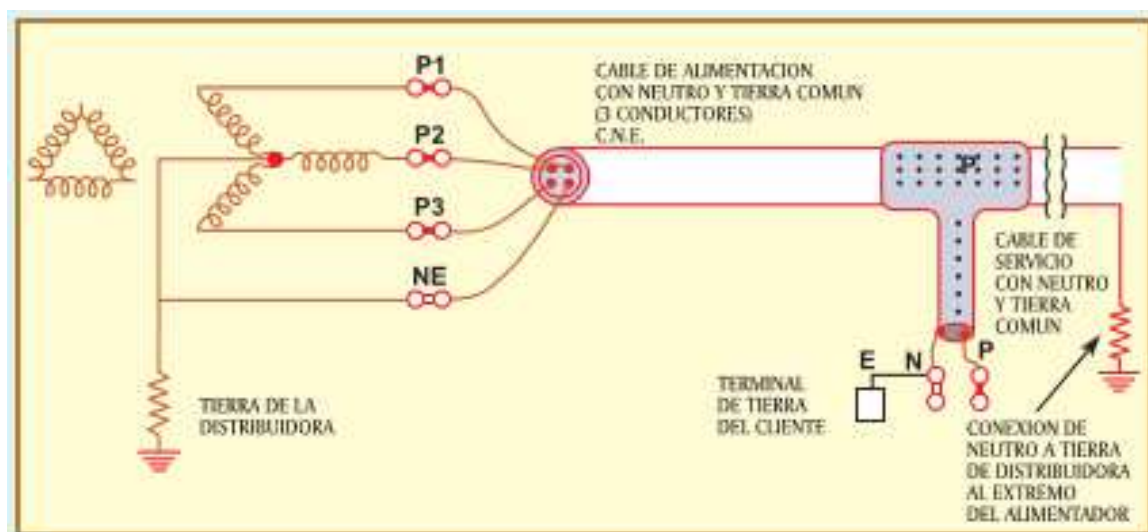 P1
P2
P3
NE
CABLE DE ALIMENTACION
CON NEUTRO Y TIERRA COMUN
(3 CONDUCTORES)
C.N.E.
"P"
CABLE DE
SERVICIO
CON NEUTRO
Y TIERRA
COMUN
E N P
TERMINAL
DE TIERRA
DEL CLIENTE
TIERRA DE LA
DISTRIBUIDORA
CONEXION DE
NEUTRO A TIERRA
DE DISTRIBUIDORA
AL EXTREMO
DEL ALIMENTADOR